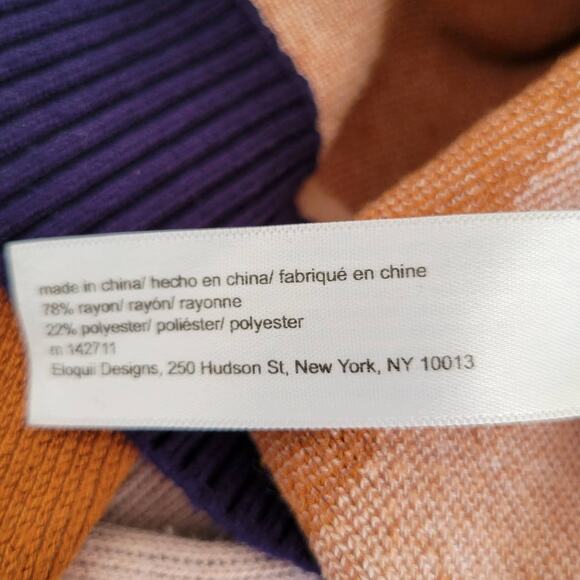 made in china/ hecho en china/ fabriqué en chine
78% rayon/ rayón/ rayonne
22% polyester/ poliéster/ polyester
m 142711
Eloquii Designs, 250 Hudson St, New York, NY 10013